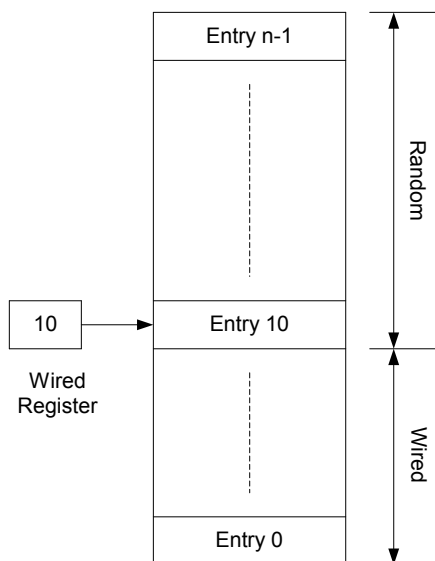 Entry n-1
Random
10
Entry 10
Wired
Register
Wired
Entry 0